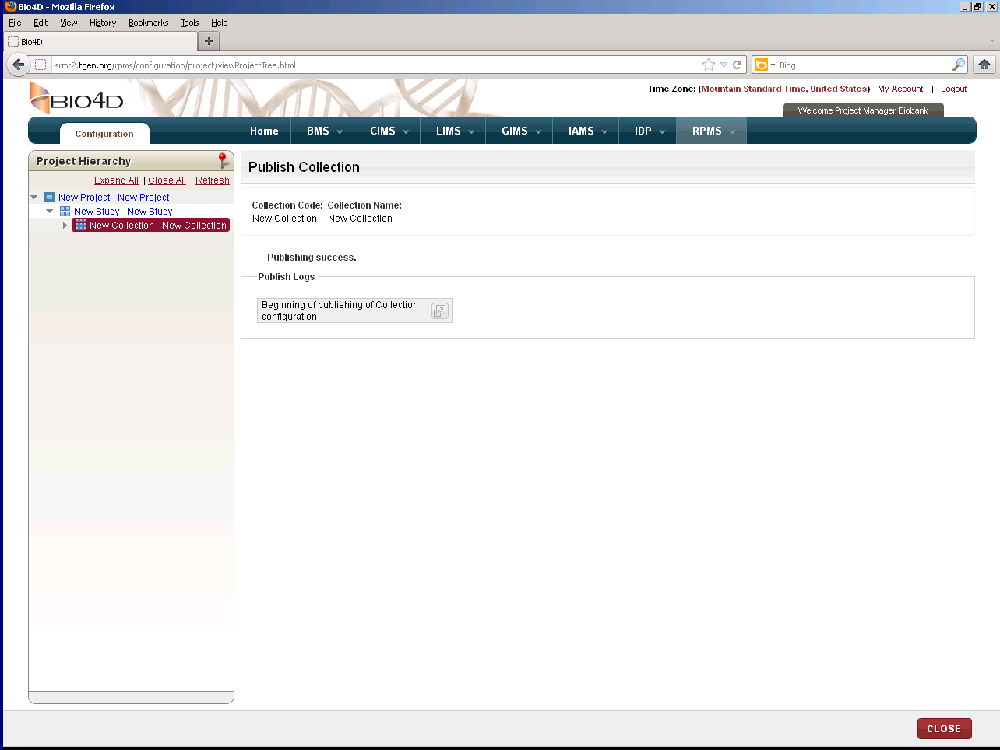 Bio4D - Mozilla Firefox
File Edit View History Bookmarks Tools Help
Bio4D
srmt2.tgen.org/rpms/configuration/project/viewProjectTree.html
Bing
BIO4D
Time Zone: (Mountain Standard Time, United States) My Account | Logout
Welcome Project Manager Biobank
Configuration
Home BMS CIMS LIMS GIMS IAMS IDP RPMS
Project Hierarchy
Expand All | Close All | Refresh
New Project - New Project
New Study - New Study
New Collection - New Collection
Publish Collection
Collection Code: Collection Name:
New Collection New Collection
Publishing success.
Publish Logs
Beginning of publishing of Collection
configuration
CLOSE